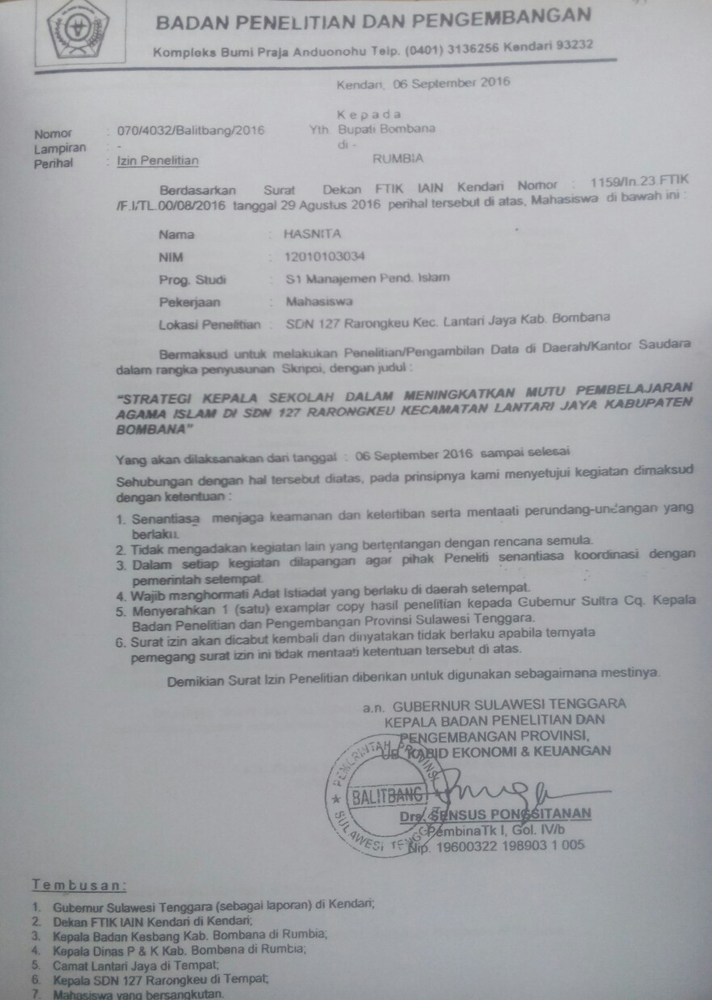 BADAN PENELITIAN DAN PENGEMBANGAN
Kompleks Bumi Praja Anduonohu Telp. (0401) 3136256 Kendari 93232
Kendari, 06 September 2016
K e p a d a
Nomor : 070/4032/Balitbang/2016 Yth. Bupati Bombana
Lampiran : - di -
Perihal : Izin Penelitian RUMBIA
Berdasarkan Surat Dekan FTIK IAIN Kendari Nomor : 1159/In.23.FTIK
/F.I/TL.00/08/2016 tanggal 29 Agustus 2016 perihal tersebut di atas, Mahasiswa di bawah ini :
Nama : HASNITA
NIM : 12010103034
Prog. Studi : S1 Manajemen Pend. Islam
Pekerjaan : Mahasiswa
Lokasi Penelitian : SDN 127 Rarongkeu Kec. Lantari Jaya Kab. Bombana
Bermaksud untuk melakukan Penelitian/Pengambilan Data di Daerah/Kantor Saudara
dalam rangka penyusunan Skripsi, dengan judul :
"STRATEGI KEPALA SEKOLAH DALAM MENINGKATKAN MUTU PEMBELAJARAN
AGAMA ISLAM DI SDN 127 RARONGKEU KECAMATAN LANTARI JAYA KABUPATEN
BOMBANA"
Yang akan dilaksanakan dari tanggal : 06 September 2016 sampai selesai
Sehubungan dengan hal tersebut diatas, pada prinsipnya kami menyetujui kegiatan dimaksud
dengan ketentuan :
1. Senantiasa menjaga keamanan dan ketertiban serta mentaati perundang-undangan yang
berlaku.
2. Tidak mengadakan kegiatan lain yang bertentangan dengan rencana semula.
3. Dalam setiap kegiatan dilapangan agar pihak Peneliti senantiasa koordinasi dengan
pemerintah setempat.
4. Wajib menghormati Adat Istiadat yang berlaku di daerah setempat.
5. Menyerahkan 1 (satu) examplar copy hasil penelitian kepada Gubernur Sultra Cq. Kepala
Badan Penelitian dan Pengembangan Provinsi Sulawesi Tenggara.
6. Surat izin akan dicabut kembali dan dinyatakan tidak berlaku apabila ternyata
pemegang surat izin ini tidak mentaati ketentuan tersebut di atas.
Demikian Surat Izin Penelitian diberikan untuk digunakan sebagaimana mestinya.
a.n. GUBERNUR SULAWESI TENGGARA
KEPALA BADAN PENELITIAN DAN
PENGEMBANGAN PROVINSI,
Ub. KABID EKONOMI & KEUANGAN
PEMERINTAH PROVINSI
BALITBANG
SULAWESI TENGGARA
Drs. SENSUS PONGSITANAN
PembinaTk I, Gol. IV/b
Nip. 19600322 198903 1 005
Tembusan:
1. Gubernur Sulawesi Tenggara (sebagai laporan) di Kendari;
2. Dekan FTIK IAIN Kendari di Kendari;
3. Kepala Badan Kesbang Kab. Bombana di Rumbia;
4. Kepala Dinas P & K Kab. Bombana di Rumbia;
5. Camat Lantari Jaya di Tempat;
6. Kepala SDN 127 Rarongkeu di Tempat;
7. Mahasiswa yang bersangkutan.